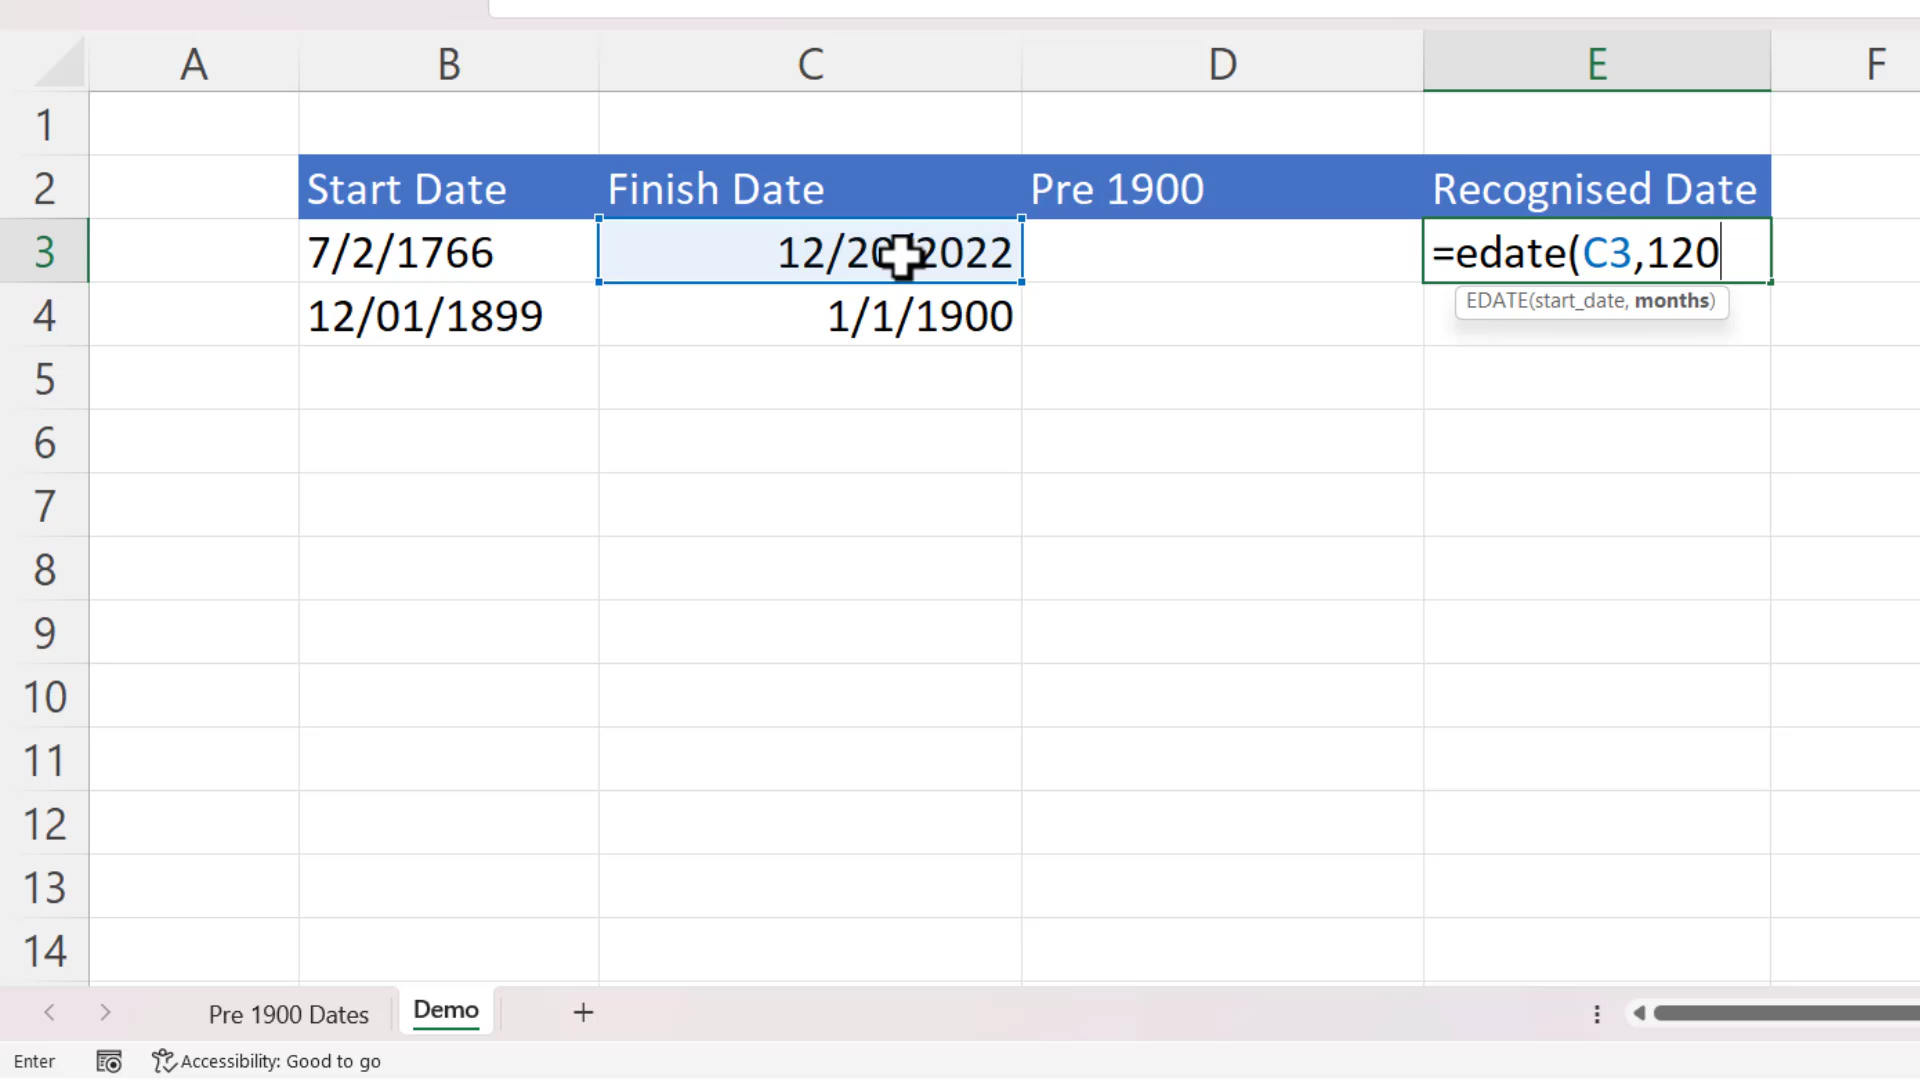 A B C D E F
1
2 Start Date Finish Date Pre 1900 Recognised Date
3 7/2/1766 12/20/2022 =edate(C3,120
EDATE(start_date, months)
4 12/01/1899 1/1/1900
5
6
7
8
9
10
11
12
13
14
Pre 1900 Dates Demo
Enter Accessibility: Good to go